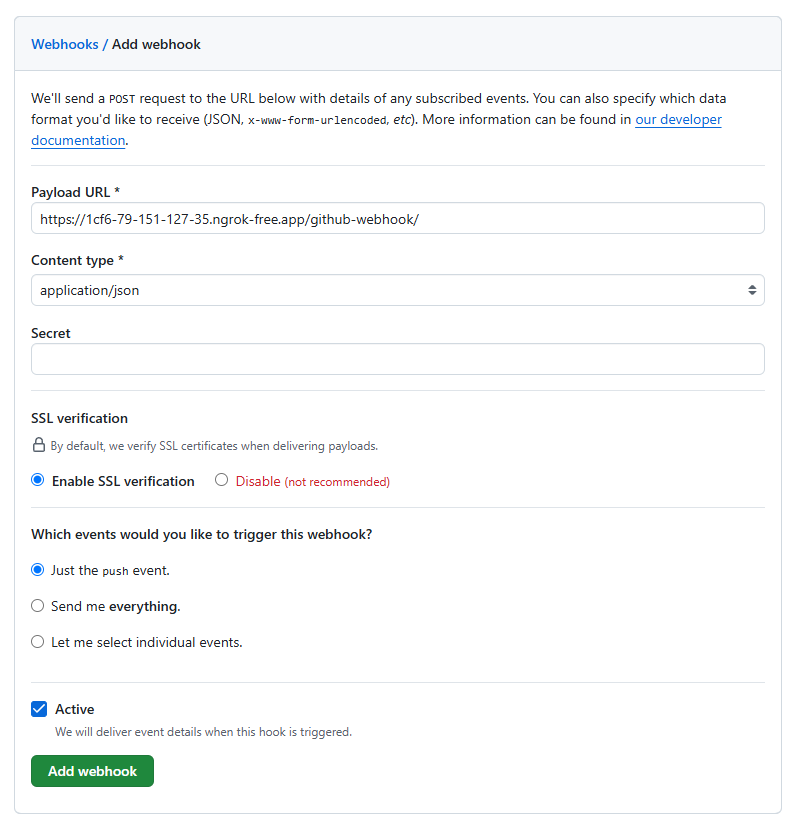 Webhooks / Add webhook
We'll send a POST request to the URL below with details of any subscribed events. You can also specify which data
format you'd like to receive (JSON, x-www-form-urlencoded, etc). More information can be found in our developer
documentation.
Payload URL *
https://1cf6-79-151-127-35.ngrok-free.app/github-webhook/
Content type *
application/json
Secret
SSL verification
By default, we verify SSL certificates when delivering payloads.
Enable SSL verification Disable (not recommended)
Which events would you like to trigger this webhook?
Just the push event.
Send me everything.
Let me select individual events.
Active
We will deliver event details when this hook is triggered.
Add webhook